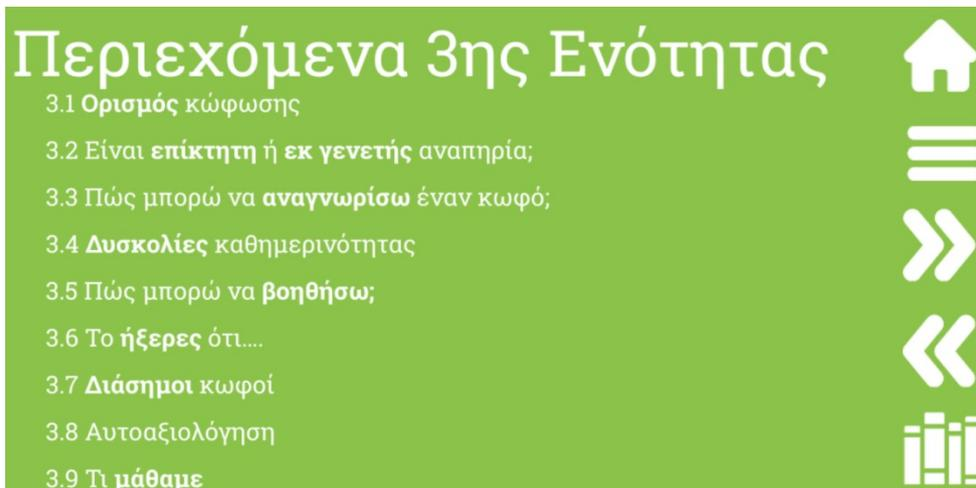 Περιεχόμενα 3ης Ενότητας
3.1 Ορισμός κώφωσης
3.2 Είναι επίκτητη ή εκ γενετής αναπηρία;
3.3 Πώς μπορώ να αναγνωρίσω έναν κωφό;
3.4 Δυσκολίες καθημερινότητας
3.5 Πώς μπορώ να βοηθήσω;
3.6 Το ήξερες ότι....
3.7 Διάσημοι κωφοί
3.8 Αυτοαξιολόγηση
3.9 Τι μάθαμε